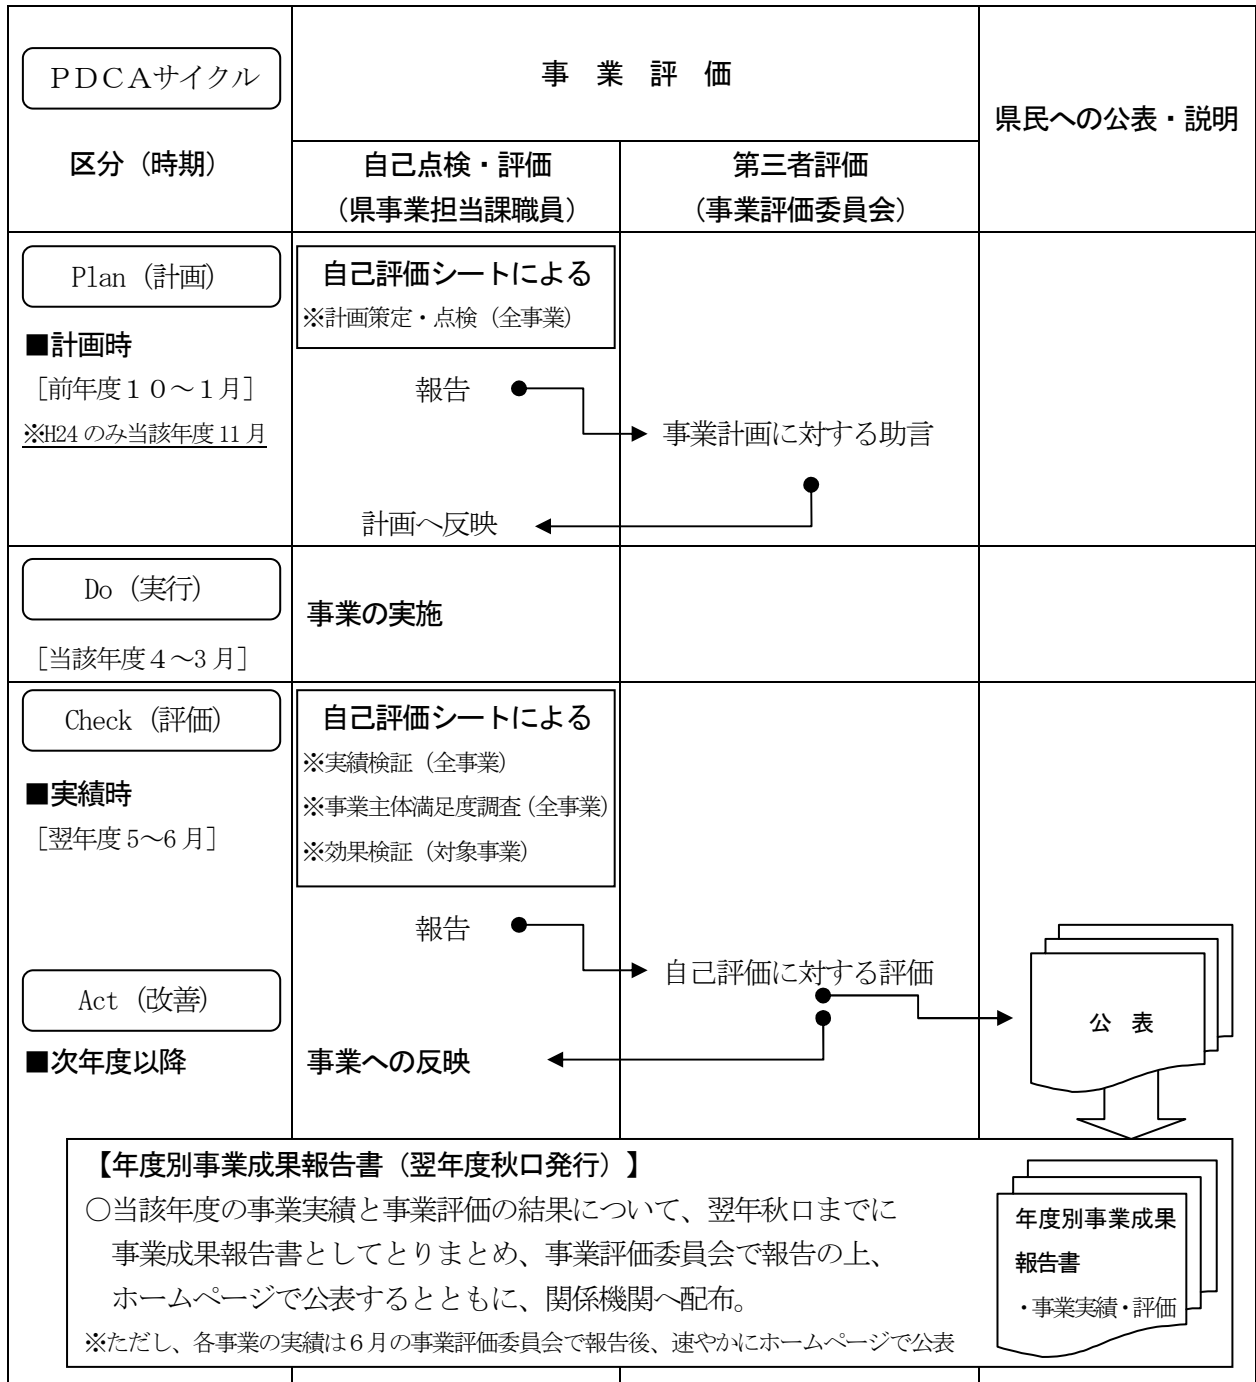 PDCAサイクル
区分（時期）
事　業　評　価
県民への公表・説明
自己点検・評価
（県事業担当課職員）
第三者評価
（事業評価委員会）
Plan（計画）
■計画時
［前年度１０～１月］
※H24のみ当該年度11月
自己評価シートによる
※計画策定・点検（全事業）
報告
事業計画に対する助言
計画へ反映
Do（実行）
［当該年度４～3月］
事業の実施
Check（評価）
■実績時
［翌年度5～6月］
自己評価シートによる
※実績検証（全事業）
※事業主体満足度調査（全事業）
※効果検証（対象事業）
報告
自己評価に対する評価
公　表
Act（改善）
■次年度以降
事業への反映
【年度別事業成果報告書（翌年度秋口発行）】
○当該年度の事業実績と事業評価の結果について、翌年秋口までに
事業成果報告書としてとりまとめ、事業評価委員会で報告の上、
ホームページで公表するとともに、関係機関へ配布。
※ただし、各事業の実績は６月の事業評価委員会で報告後、速やかにホームページで公表
年度別事業成果
報告書
・事業実績・評価